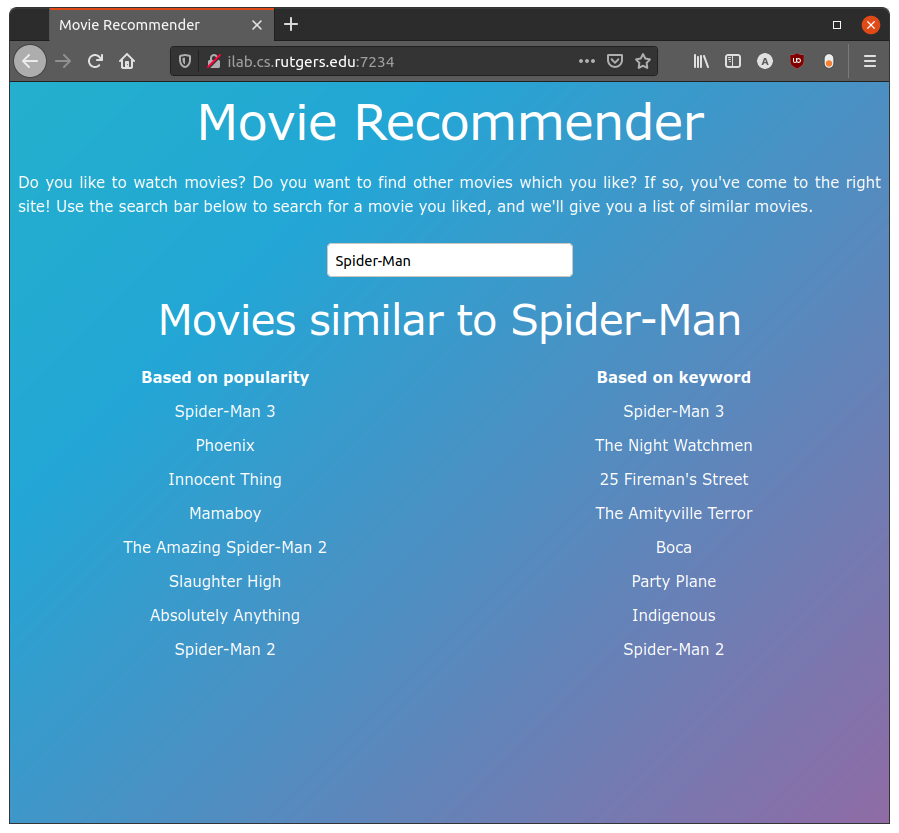 Movie Recommender
ilab.cs.rutgers.edu:7234
Movie Recommender
Do you like to watch movies? Do you want to find other movies which you like? If so, you've come to the right
site! Use the search bar below to search for a movie you liked, and we'll give you a list of similar movies.
Spider-Man
Movies similar to Spider-Man
Based on popularity
Spider-Man 3
Phoenix
Innocent Thing
Mamaboy
The Amazing Spider-Man 2
Slaughter High
Absolutely Anything
Spider-Man 2
Based on keyword
Spider-Man 3
The Night Watchmen
25 Fireman's Street
The Amityville Terror
Boca
Party Plane
Indigenous
Spider-Man 2